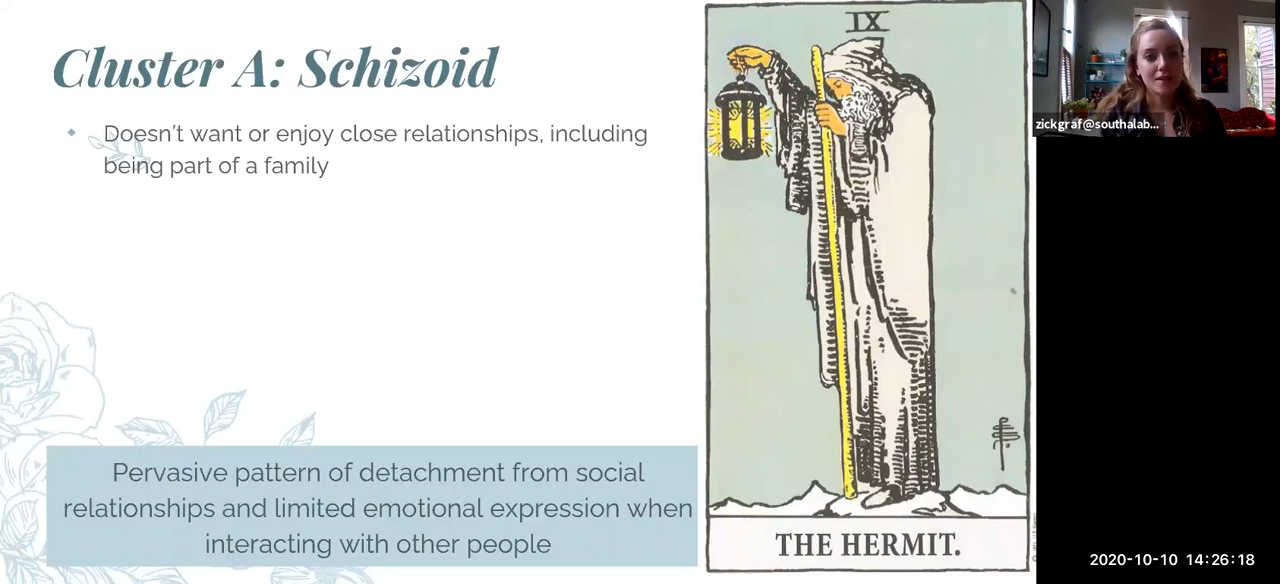 Cluster A: Schizoid
Doesn't want or enjoy close relationships, including
being part of a family
Pervasive pattern of detachment from social
relationships and limited emotional expression when
interacting with other people
IX
THE HERMIT.
zickgraf@southalab...
2020-10-10 14:26:18